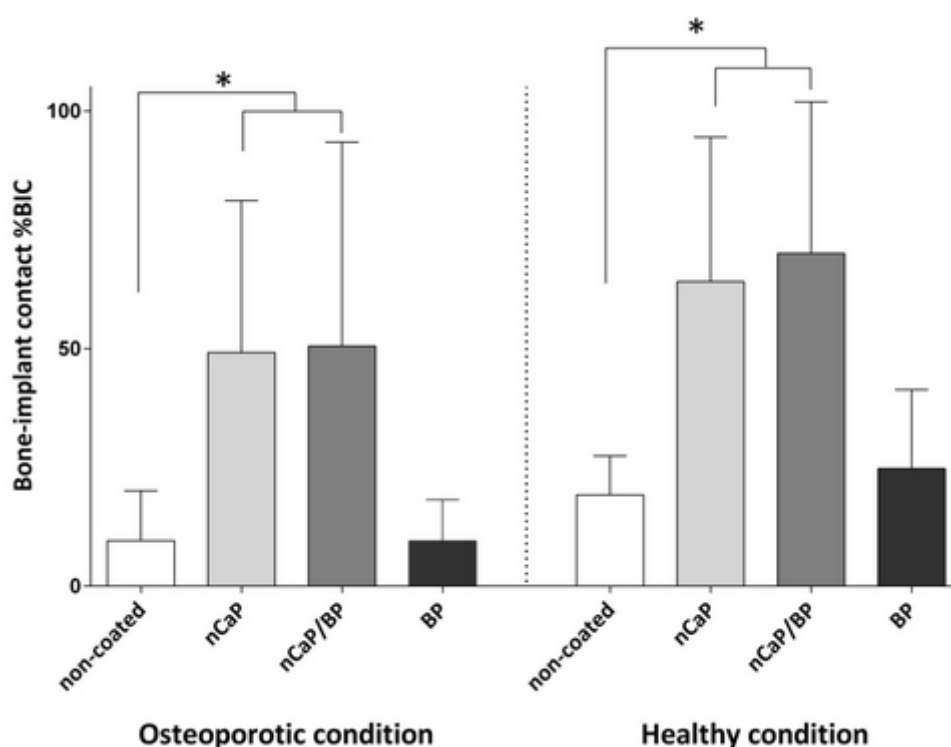 *
*
100
50
0
Bone-implant contact %BIC
non-coated
nCaP
nCaP/BP
BP
non-coated
nCaP
nCaP/BP
BP
Osteoporotic condition
Healthy condition